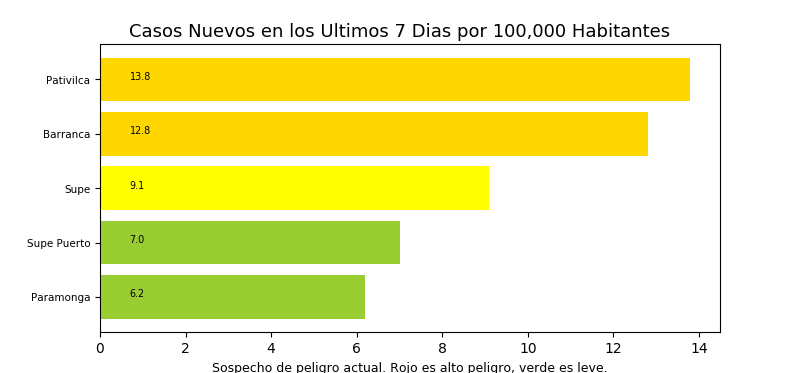 Casos Nuevos en los Ultimos 7 Dias por 100,000 Habitantes
Pativilca 13.8
Barranca 12.8
Supe 9.1
Supe Puerto 7.0
Paramonga 6.2
0 2 4 6 8 10 12 14
Sospecho de peligro actual. Rojo es alto peligro, verde es leve.